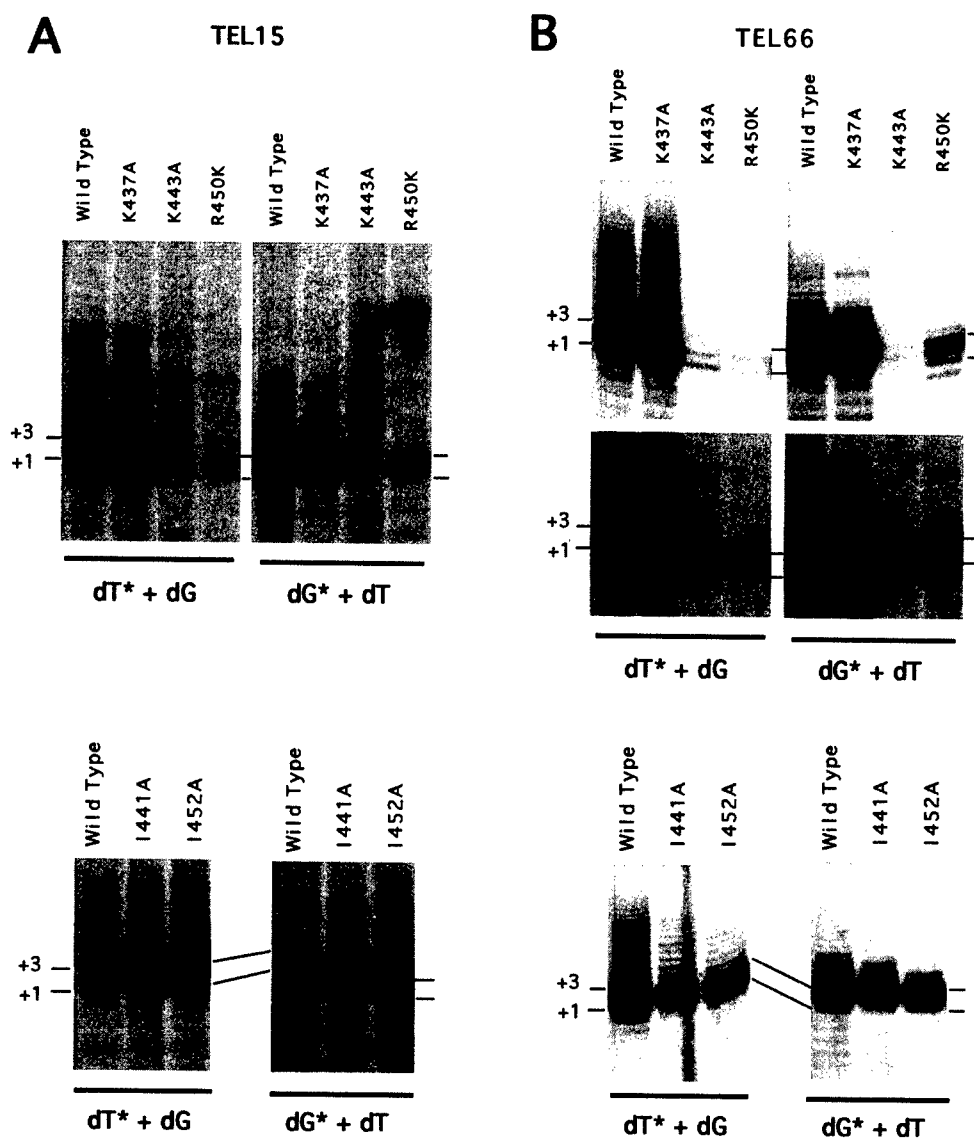 A
TEL15
Wild Type
K437A
K443A
R450K
Wild Type
K437A
K443A
R450K
+3
+1
dT* + dG
dG* + dT
Wild Type
I441A
I452A
Wild Type
I441A
I452A
+3
+1
dT* + dG
dG* + dT
B
TEL66
Wild Type
K437A
K443A
R450K
Wild Type
K437A
K443A
R450K
+3
+1
+3
+1
dT* + dG
dG* + dT
Wild Type
I441A
I452A
Wild Type
I441A
I452A
+3
+1
dT* + dG
dG* + dT